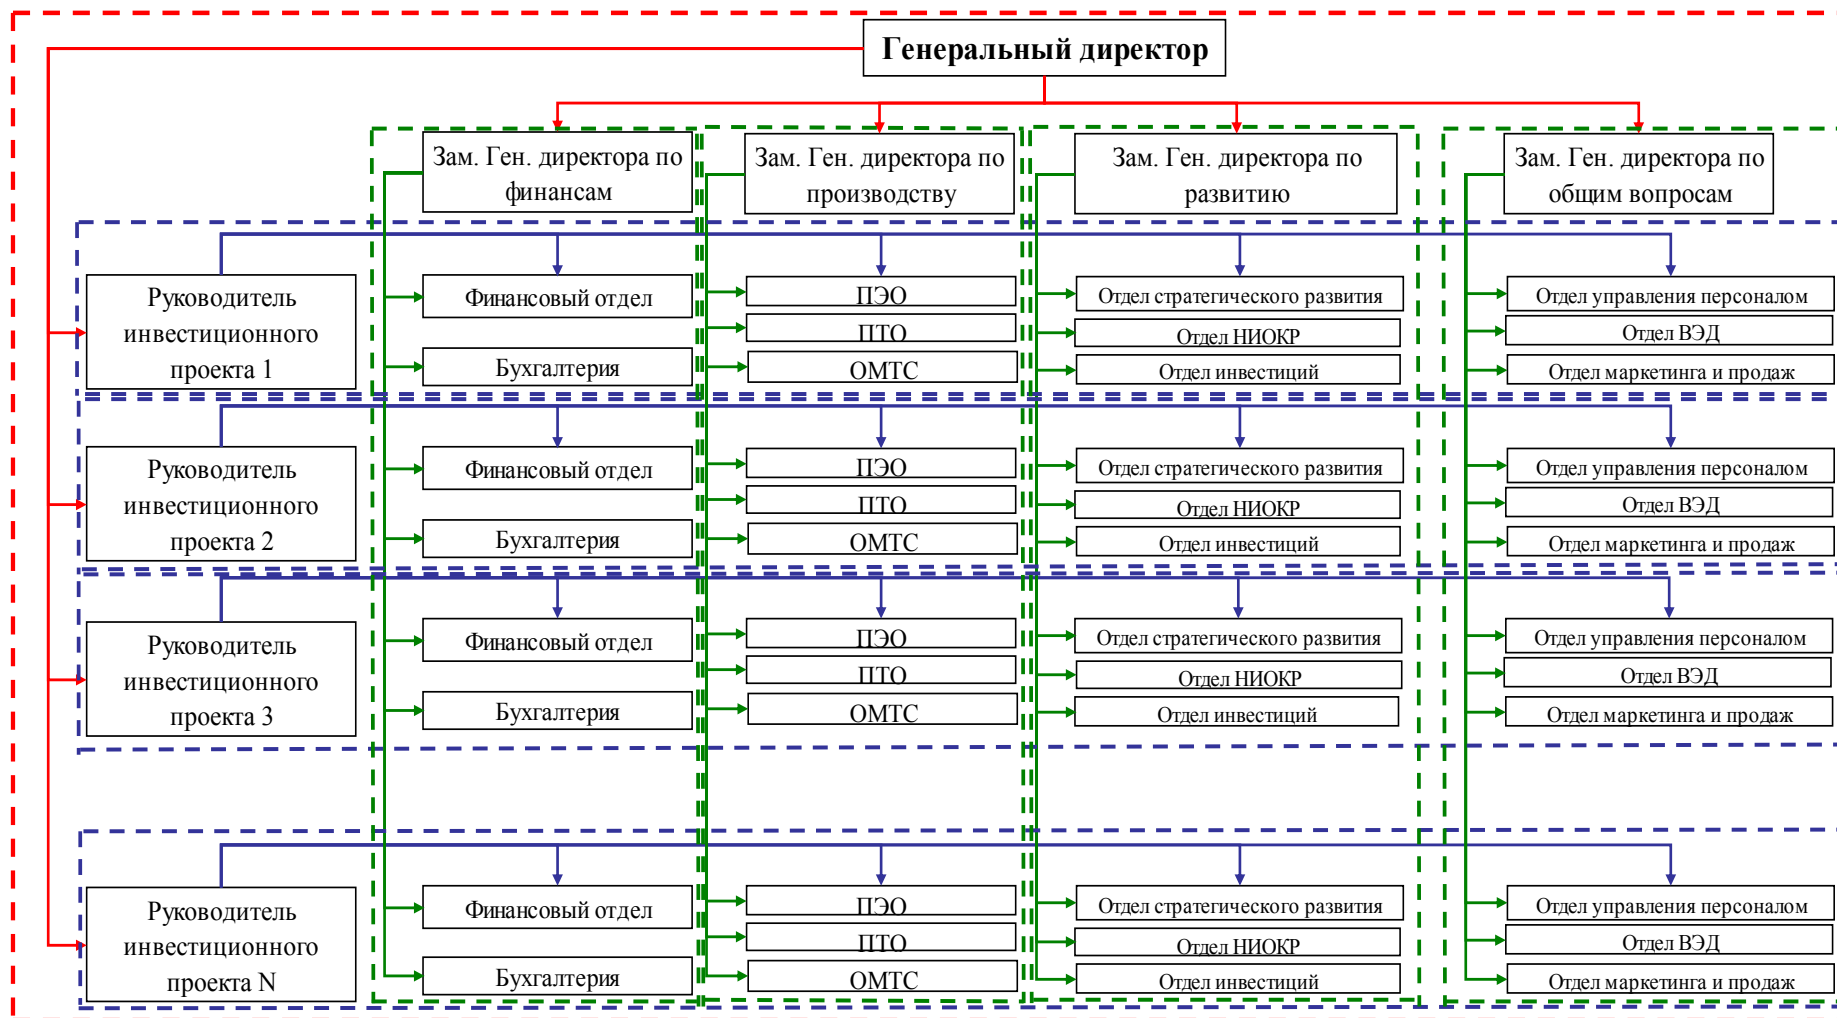 Генеральный директор
Зам. Ген. директора по
финансам
Зам. Ген. директора по
производству
Зам. Ген. директора по
развитию
Зам. Ген. директора по
общим вопросам
Руководитель
инвестиционного
проекта 1
Финансовый отдел
Бухгалтерия
ПЭО
ПТО
ОМТС
Отдел стратегического развития
Отдел НИОКР
Отдел инвестиций
Отдел управления персоналом
Отдел ВЭД
Отдел маркетинга и продаж
Руководитель
инвестиционного
проекта 2
Финансовый отдел
Бухгалтерия
ПЭО
ПТО
ОМТС
Отдел стратегического развития
Отдел НИОКР
Отдел инвестиций
Отдел управления персоналом
Отдел ВЭД
Отдел маркетинга и продаж
Руководитель
инвестиционного
проекта 3
Финансовый отдел
Бухгалтерия
ПЭО
ПТО
ОМТС
Отдел стратегического развития
Отдел НИОКР
Отдел инвестиций
Отдел управления персоналом
Отдел ВЭД
Отдел маркетинга и продаж
Руководитель
инвестиционного
проекта N
Финансовый отдел
Бухгалтерия
ПЭО
ПТО
ОМТС
Отдел стратегического развития
Отдел НИОКР
Отдел инвестиций
Отдел управления персоналом
Отдел ВЭД
Отдел маркетинга и продаж